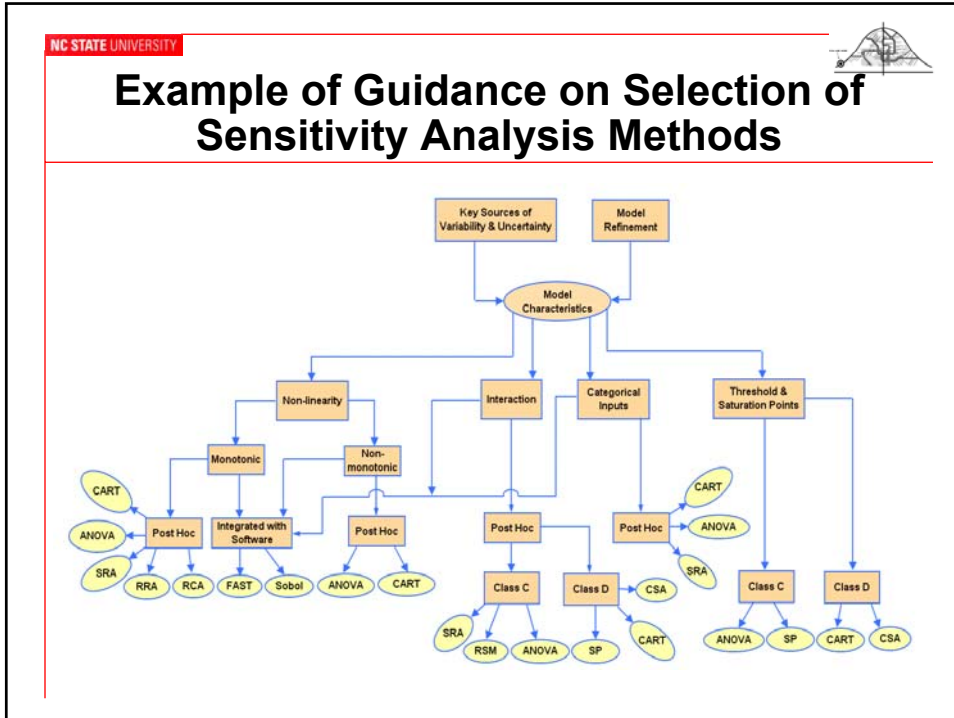 NC STATE UNIVERSITY
Example of Guidance on Selection of
Sensitivity Analysis Methods
Key Sources of
Variability & Uncertainty
Model
Refinement
Model
Characteristics
Non-linearity
Interaction
Categorical
Inputs
Threshold &
Saturation Points
Monotonic
Non-
monotonic
CART
ANOVA
SRA
RRA
RCA
Post Hoc
Integrated with
Software
FAST
Sobol
Post Hoc
ANOVA
CART
Post Hoc
Class C
Class D
CSA
SRA
RSM
ANOVA
SP
CART
Post Hoc
CART
ANOVA
SRA
Class C
Class D
ANOVA
SP
CART
CSA